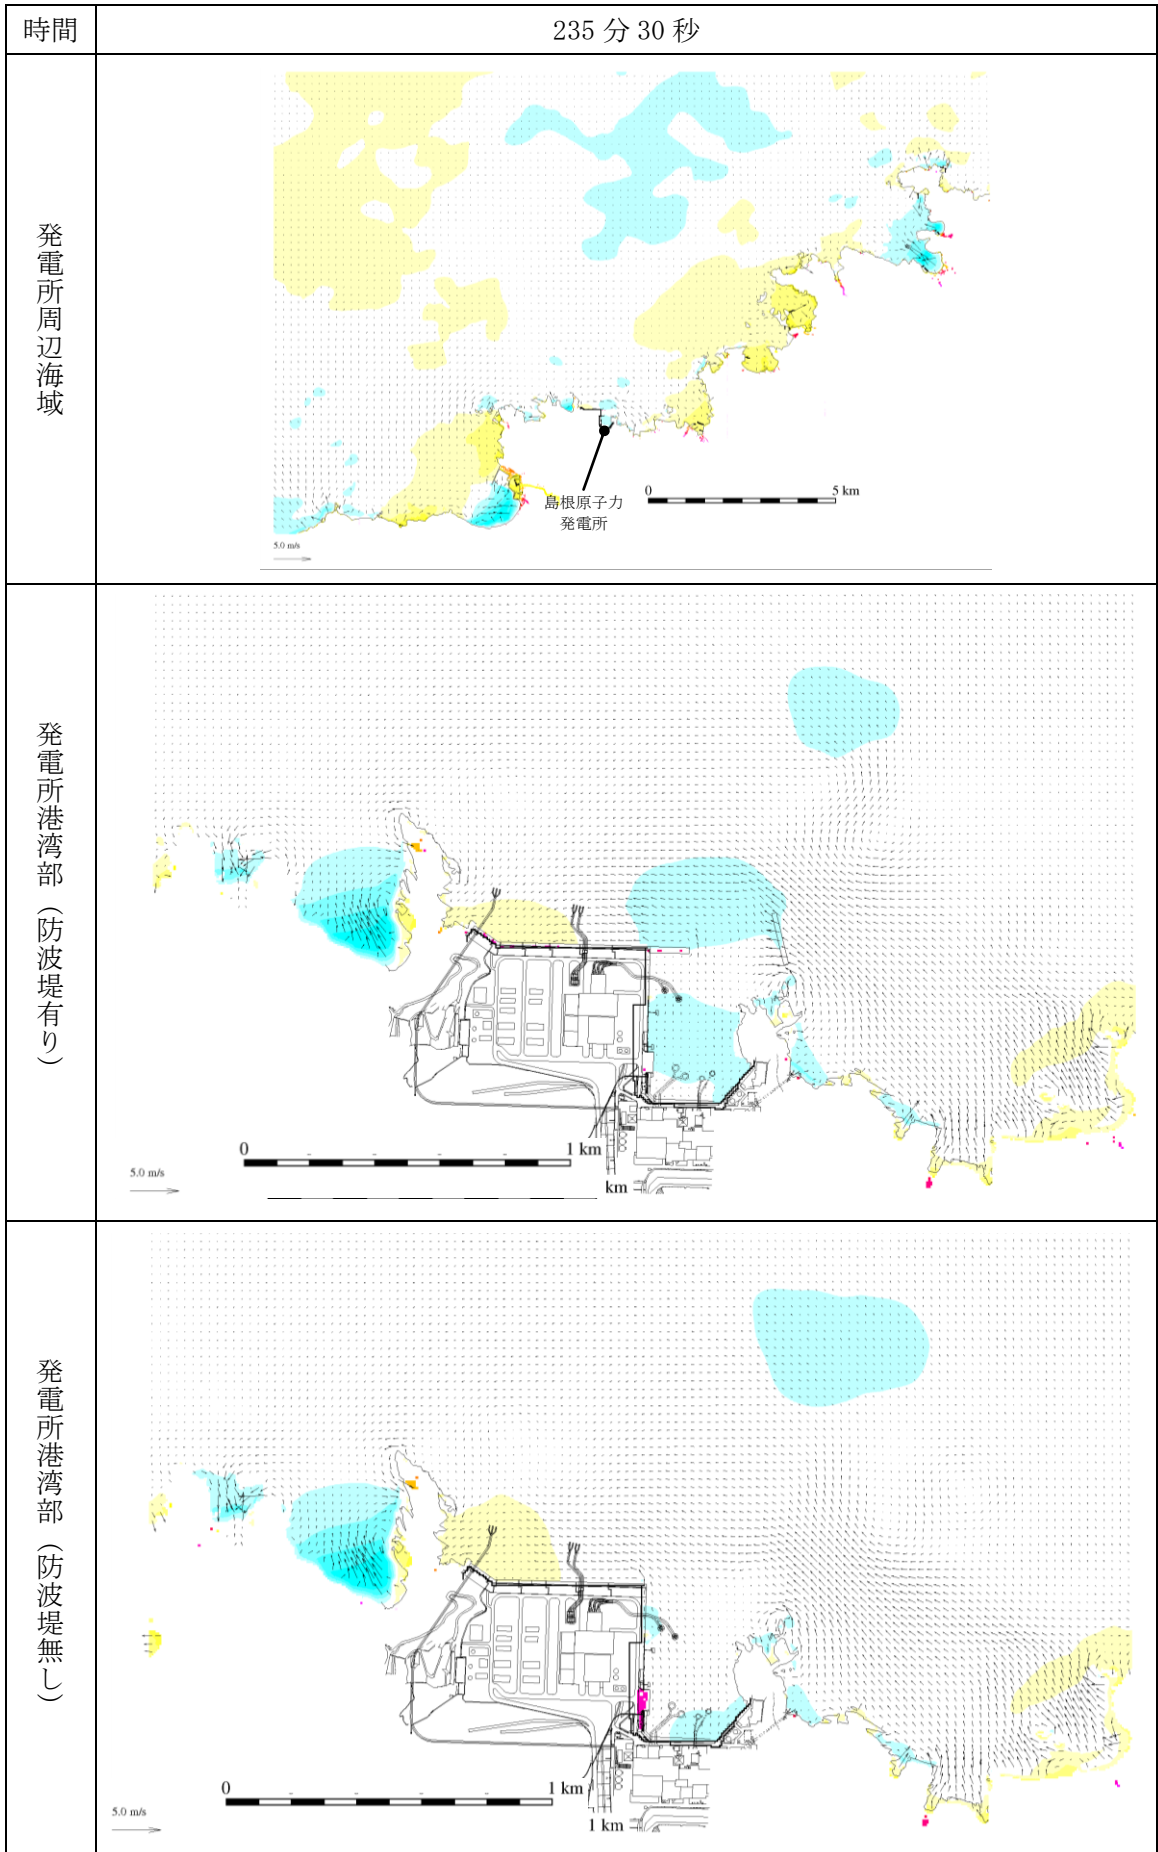 時間
235 分 30 秒
発電所周辺海域
島根原子力
発電所
0
5 km
5.0 m/s
発電所港湾部（防波堤有り）
0
1 km
km
5.0 m/s
発電所港湾部（防波堤無し）
0
1 km
1 km
5.0 m/s